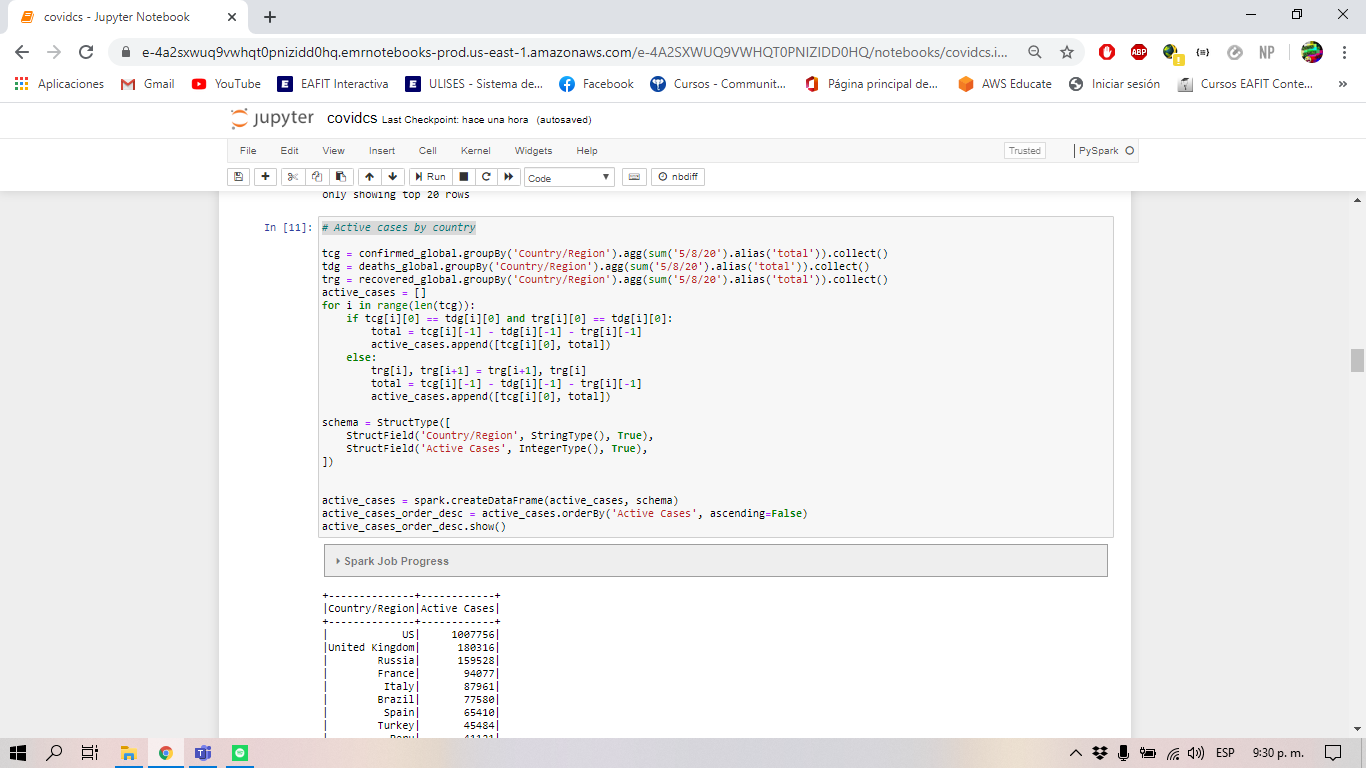 covidcs - Jupyter Notebook
e-4a2sxwuq9vwhqt0pnizidd0hq.emrnotebooks-prod.us-east-1.amazonaws.com/e-4A2SXWUQ9VWHQT0PNIZIDD0HQ/notebooks/covidcs.i...
ABP
NP
Aplicaciones
Gmail
YouTube
EAFIT Interactiva
ULISES - Sistema de...
Facebook
Cursos - Communit...
Página principal de...
AWS Educate
Iniciar sesión
Cursos EAFIT Conte...
»
jupyter covidcs Last Checkpoint: hace una hora (autosaved)
File Edit View Insert Cell Kernel Widgets Help Trusted PySpark
Run Code nbdiff
only showing top 20 rows
In [11]: # Active cases by country
tcg = confirmed_global.groupBy('Country/Region').agg(sum('5/8/20').alias('total')).collect()
tdg = deaths_global.groupBy('Country/Region').agg(sum('5/8/20').alias('total')).collect()
trg = recovered_global.groupBy('Country/Region').agg(sum('5/8/20').alias('total')).collect()
active_cases = []
for i in range(len(tcg)):
    if tcg[i][0] == tdg[i][0] and trg[i][0] == tdg[i][0]:
        total = tcg[i][-1] - tdg[i][-1] - trg[i][-1]
        active_cases.append([tcg[i][0], total])
    else:
        trg[i], trg[i+1] = trg[i+1], trg[i]
        total = tcg[i][-1] - tdg[i][-1] - trg[i][-1]
        active_cases.append([tcg[i][0], total])
schema = StructType([
    StructField('Country/Region', StringType(), True),
    StructField('Active Cases', IntegerType(), True),
])
active_cases = spark.createDataFrame(active_cases, schema)
active_cases_order_desc = active_cases.orderBy('Active Cases', ascending=False)
active_cases_order_desc.show()
Spark Job Progress
+--------------+------------+
|Country/Region|Active Cases|
+--------------+------------+
|            US|     1007756|
|United Kingdom|      180316|
|        Russia|      159528|
|        France|       94077|
|         Italy|       87961|
|        Brazil|       77580|
|         Spain|       65410|
|        Turkey|       45484|
ESP 9:30 p. m.